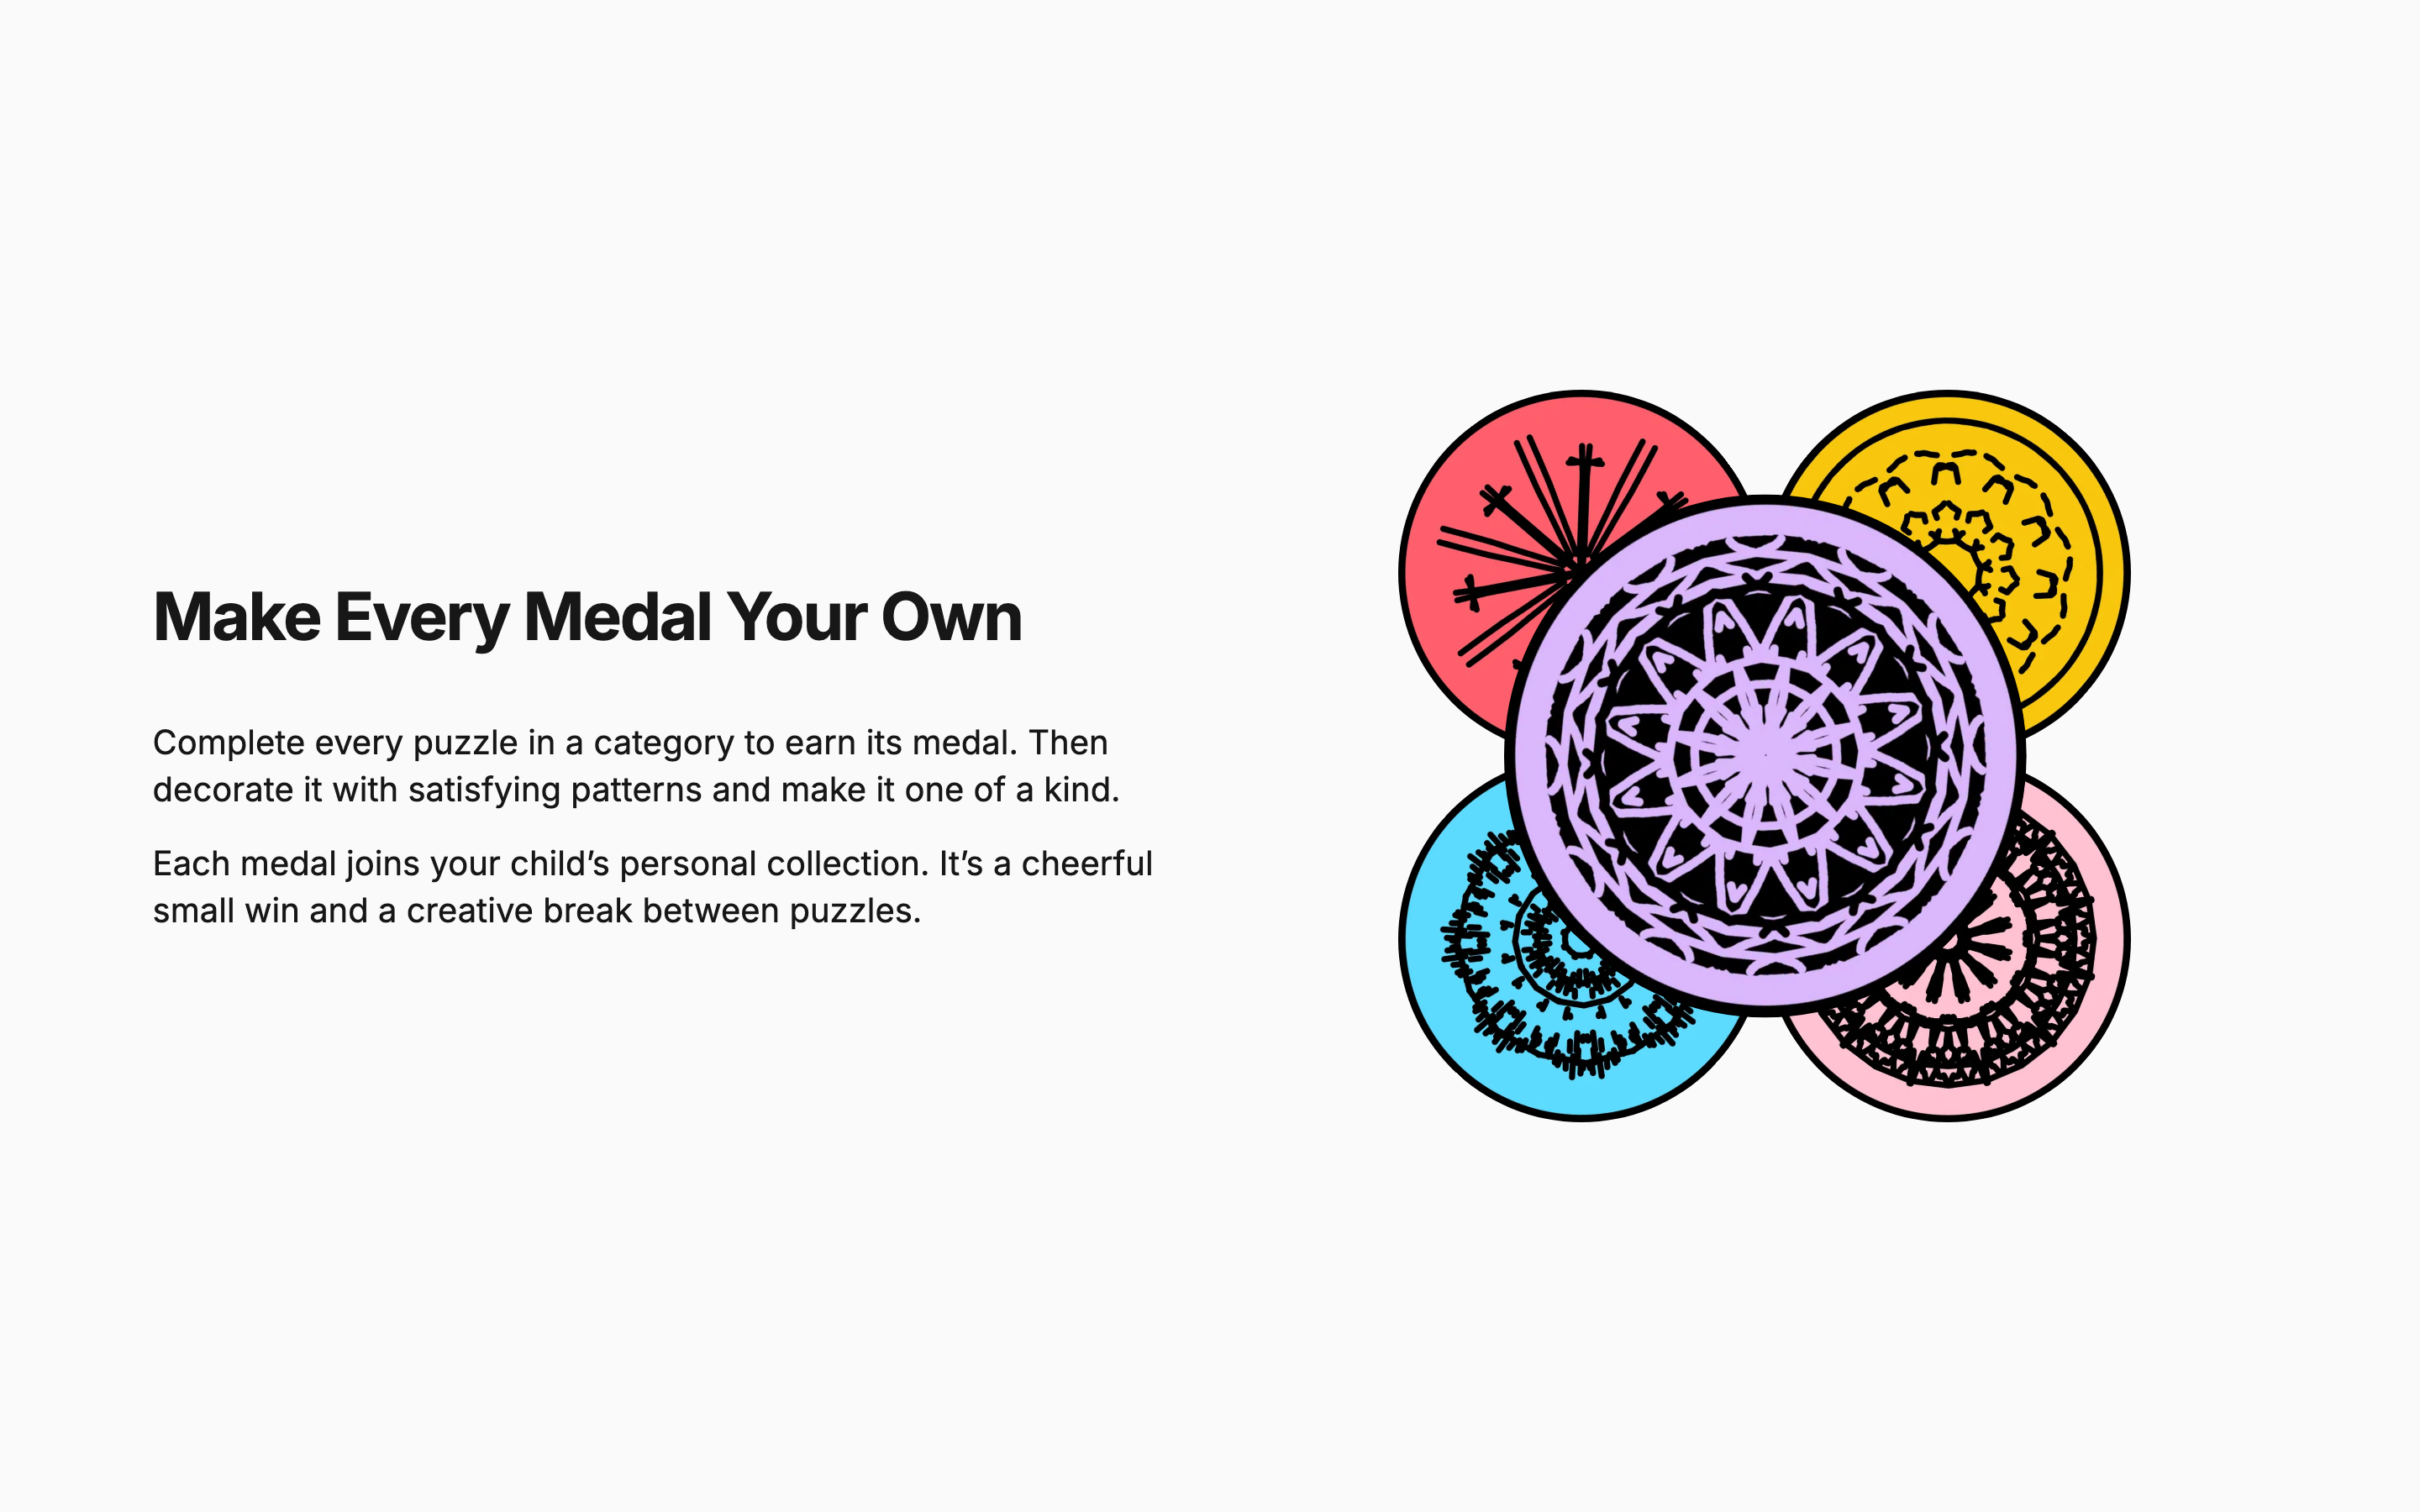 Make Every Medal Your Own
Complete every puzzle in a category to earn its medal. Then
decorate it with satisfying patterns and make it one of a kind.
Each medal joins your child’s personal collection. It’s a cheerful
small win and a creative break between puzzles.